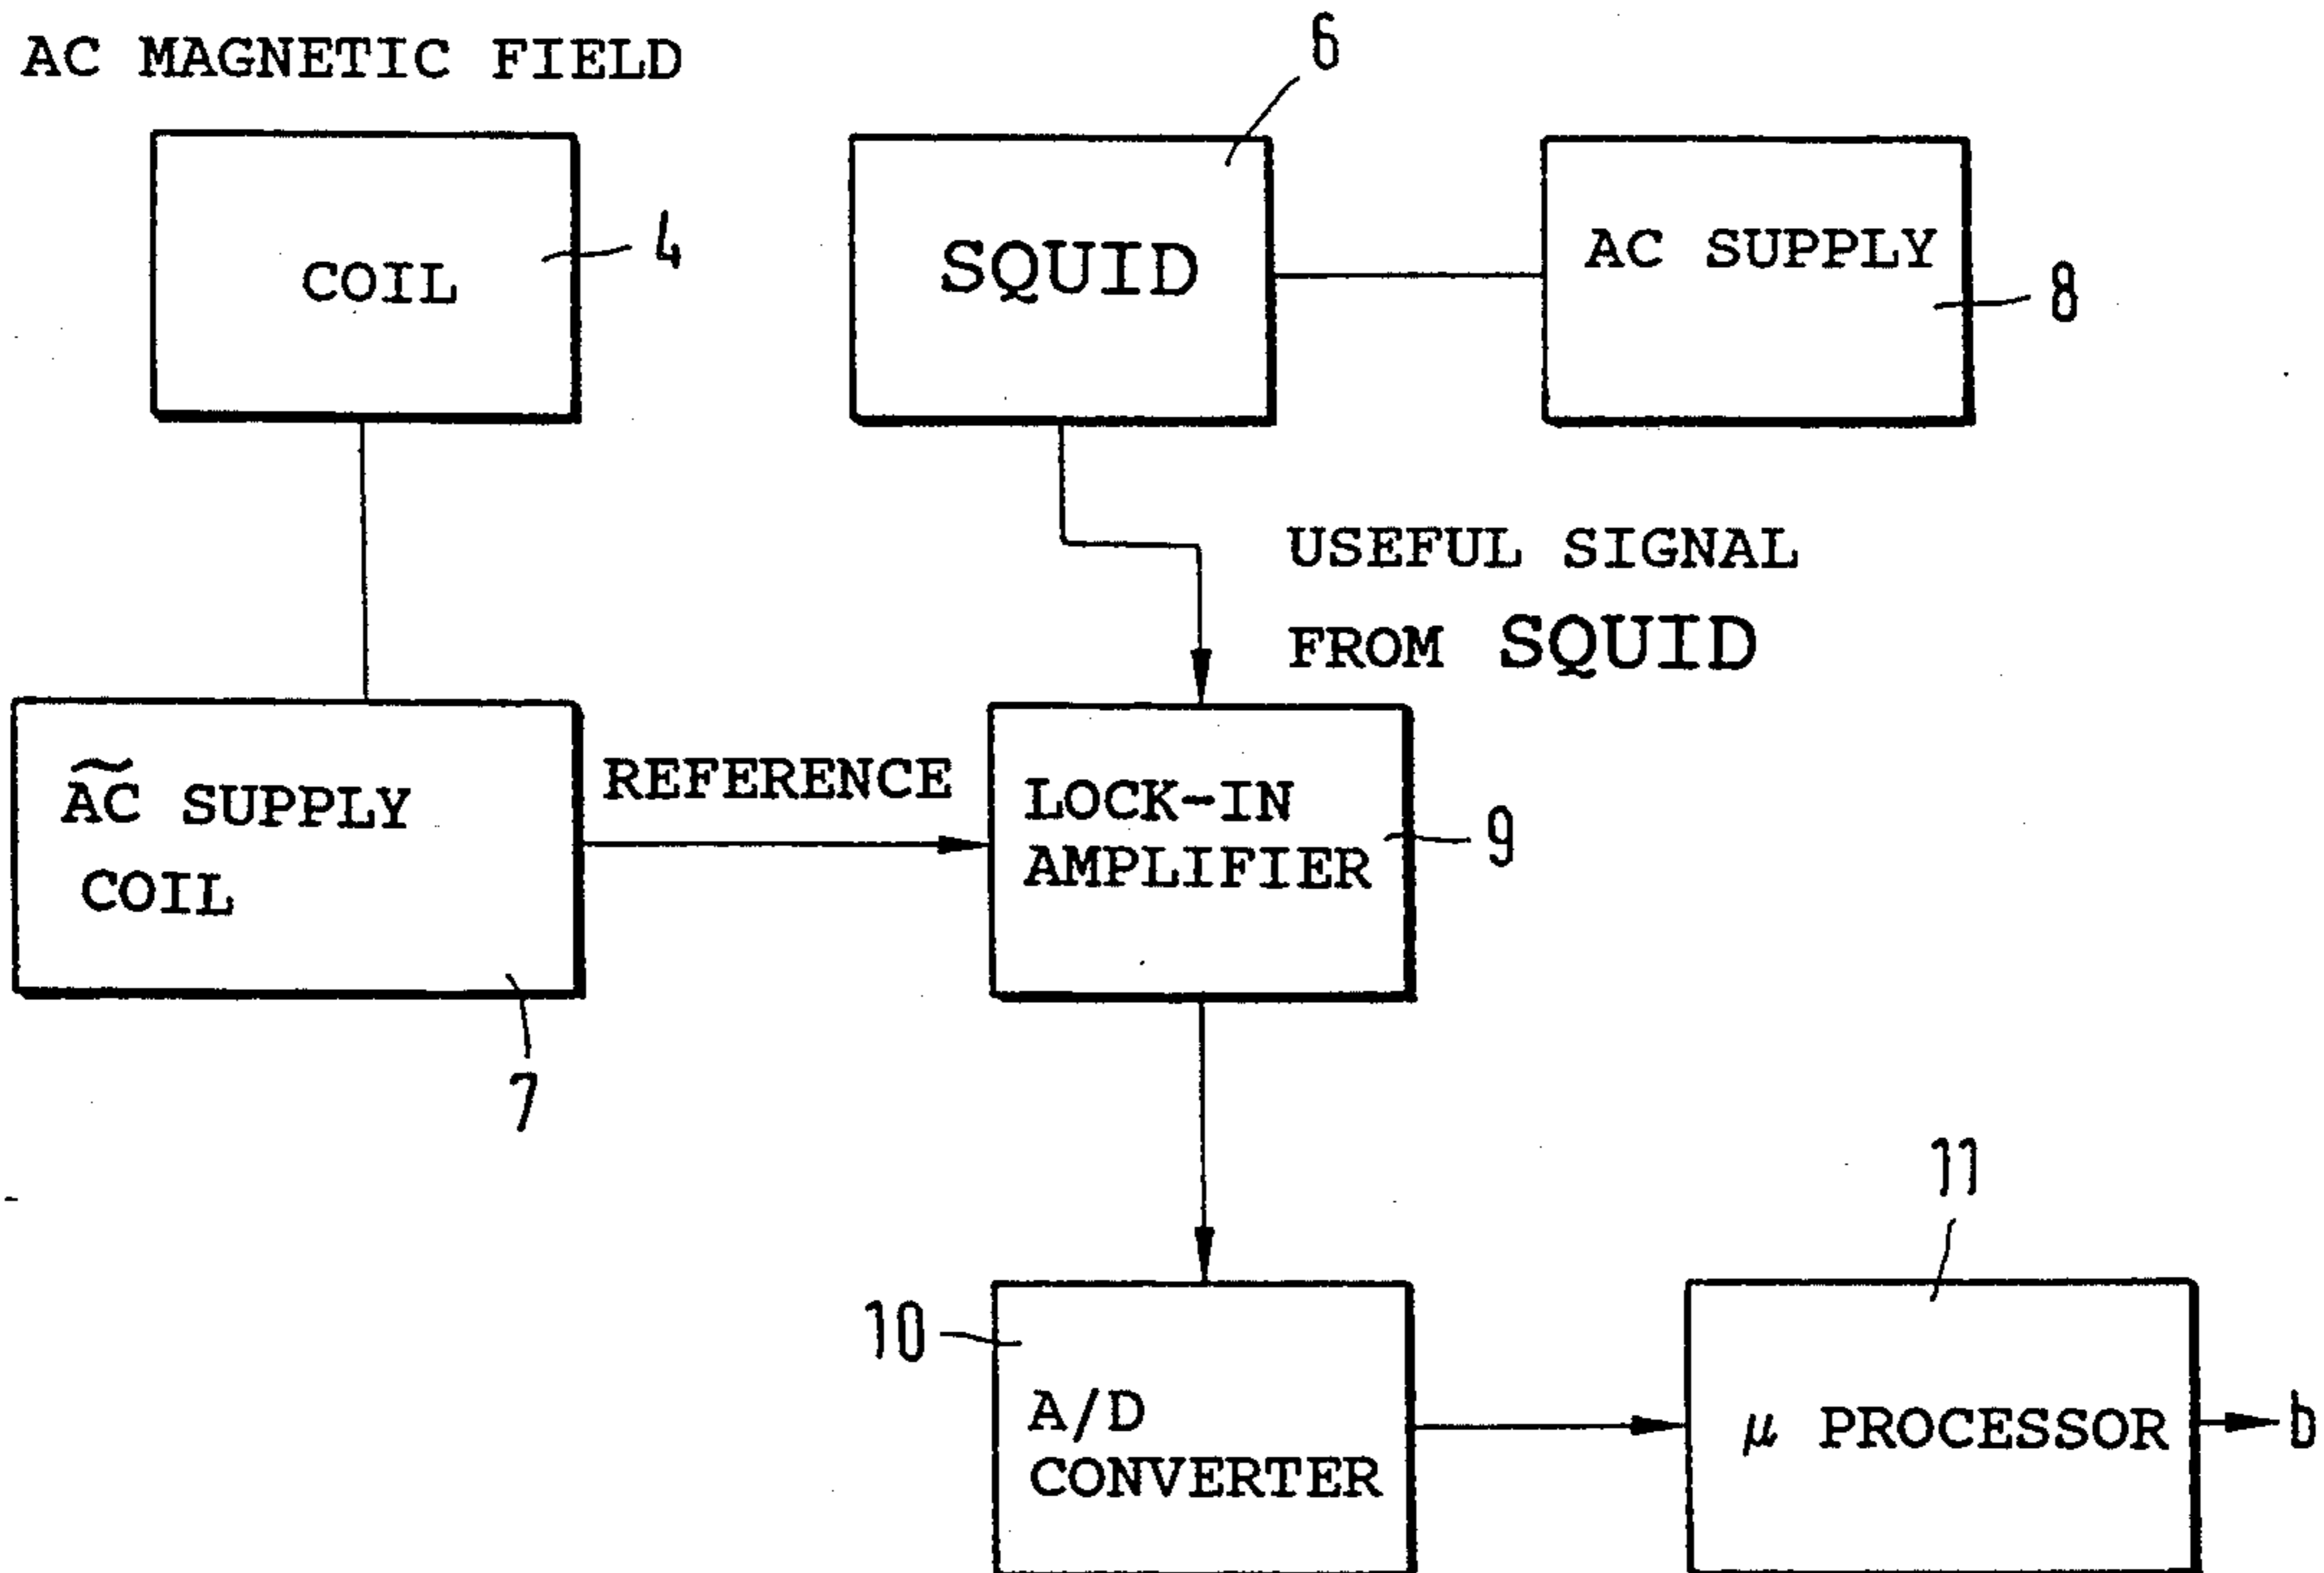 AC MAGNETIC FIELD
6
COIL
4
SQUID
AC SUPPLY
8
USEFUL SIGNAL
FROM SQUID
AC SUPPLY
COIL
7
REFERENCE
LOCK-IN
AMPLIFIER
9
10
A/D
CONVERTER
11
μ PROCESSOR
b